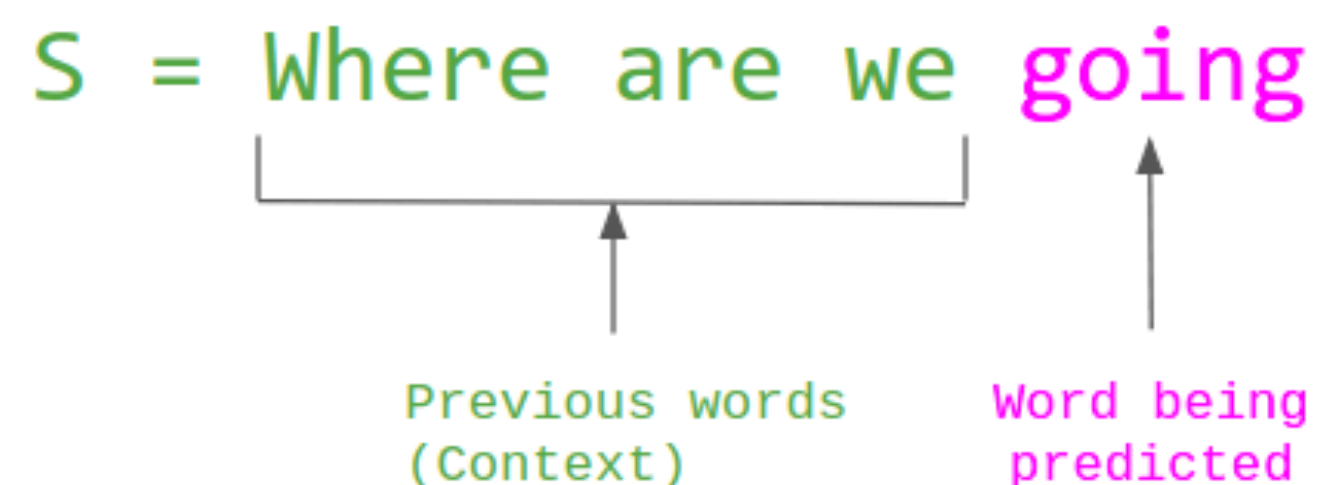 S = Where are we going
Previous words
(Context)
Word being
predicted